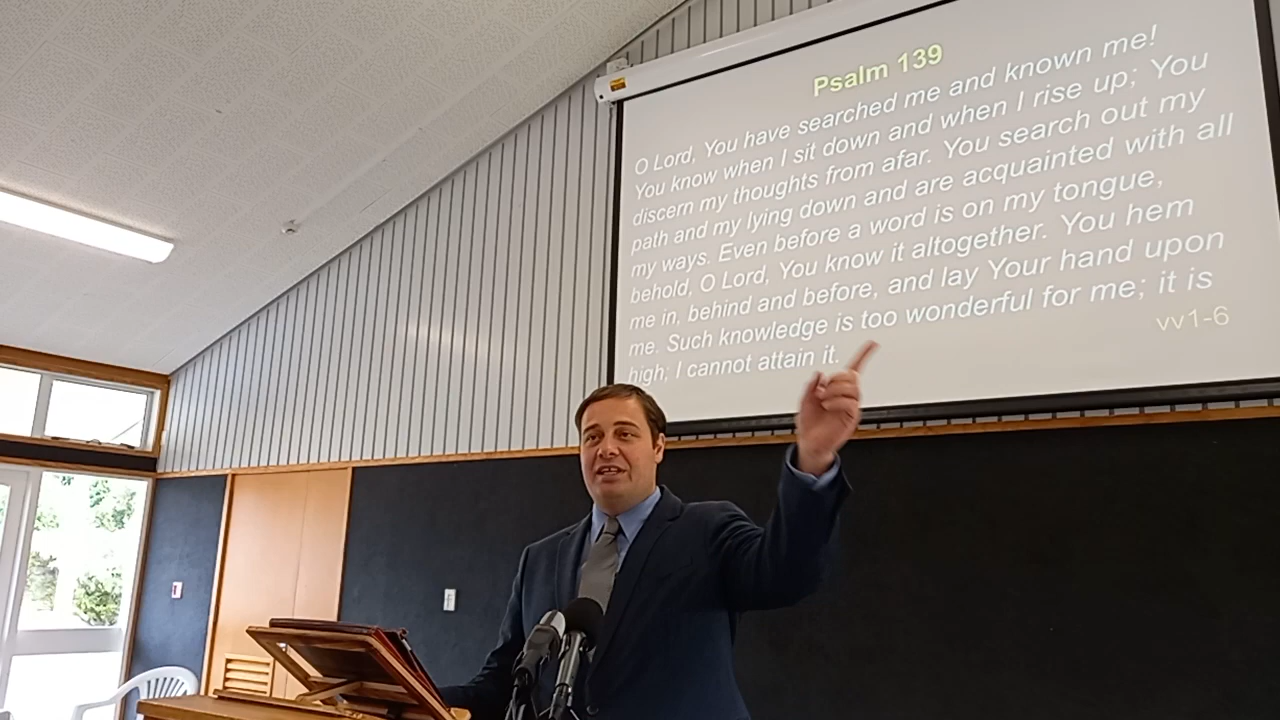 Psalm 139
O Lord, You have searched me and known me!
You know when I sit down and when I rise up; You
discern my thoughts from afar. You search out my
path and my lying down and are acquainted with all
my ways. Even before a word is on my tongue,
behold, O Lord, You know it altogether. You hem
me in, behind and before, and lay Your hand upon
me. Such knowledge is too wonderful for me; it is
high; I cannot attain it.
vv1-6